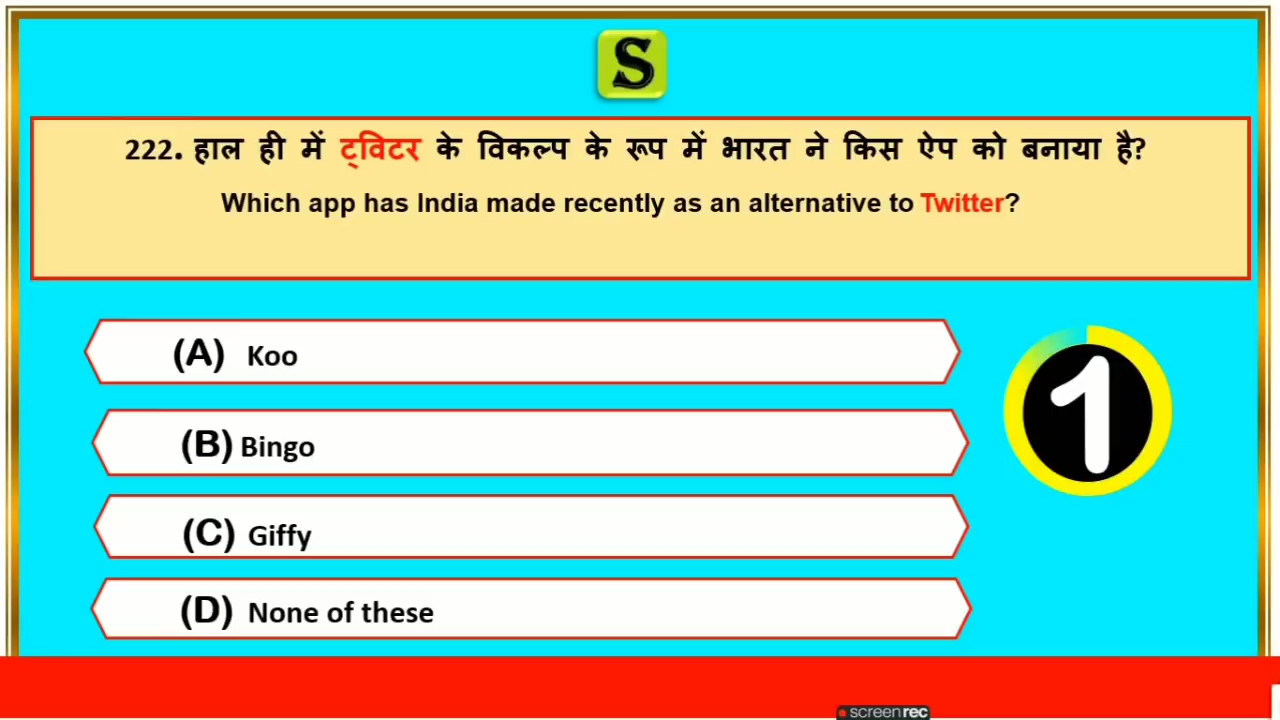 S
222. हाल ही में ट्विटर के विकल्प के रूप में भारत ने किस ऐप को बनाया है?
Which app has India made recently as an alternative to Twitter?
(A) Koo
1
(B) Bingo
(C) Giffy
(D) None of these
screenrec